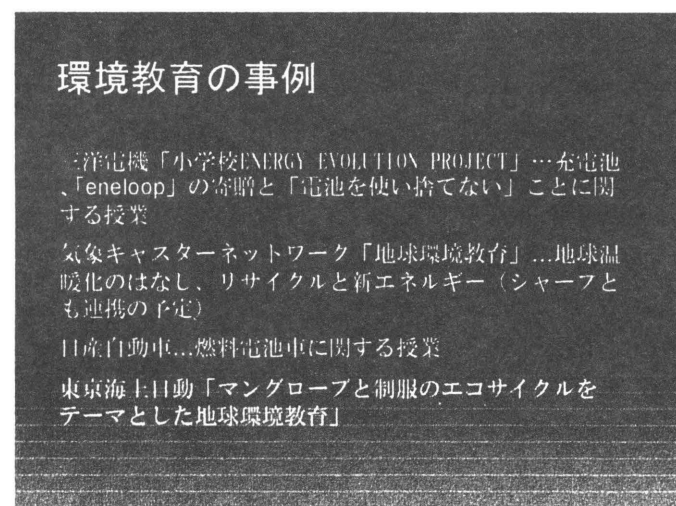 環境教育の事例
三洋電機「小学校ENERGY EVOLUTION PROJECT」…充電池
、「eneloop」の寄贈と「電池を使い捨てない」ことに関
する授業
気象キャスターネットワーク「地球環境教育」...地球温
暖化のはなし、リサイクルと新エネルギー（シャープと
も連携の予定）
日産自動車...燃料電池車に関する授業
東京海上日動「マングローブと制服のエコサイクルを
テーマとした地球環境教育」